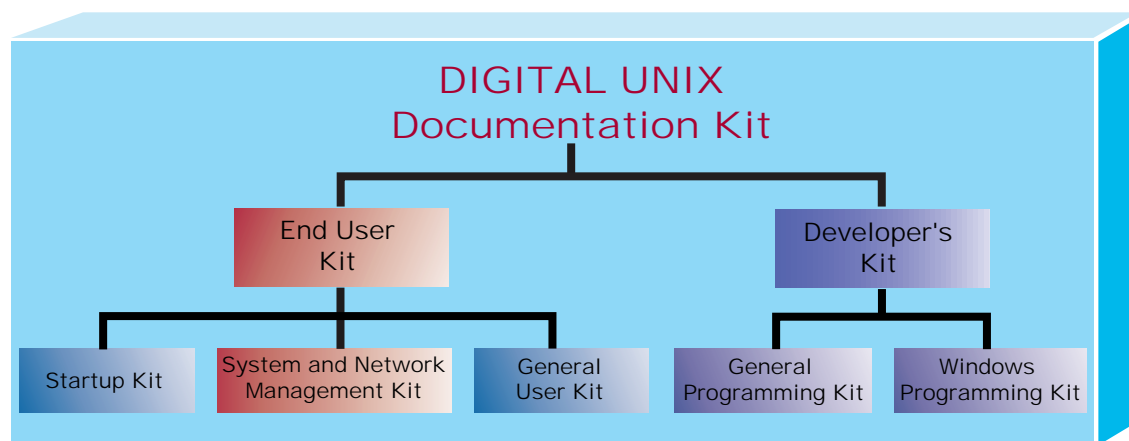 DIGITAL UNIX
Documentation Kit
End User
Kit
Developer's
Kit
Startup Kit
System and Network
Management Kit
General
User Kit
General
Programming Kit
Windows
Programming Kit